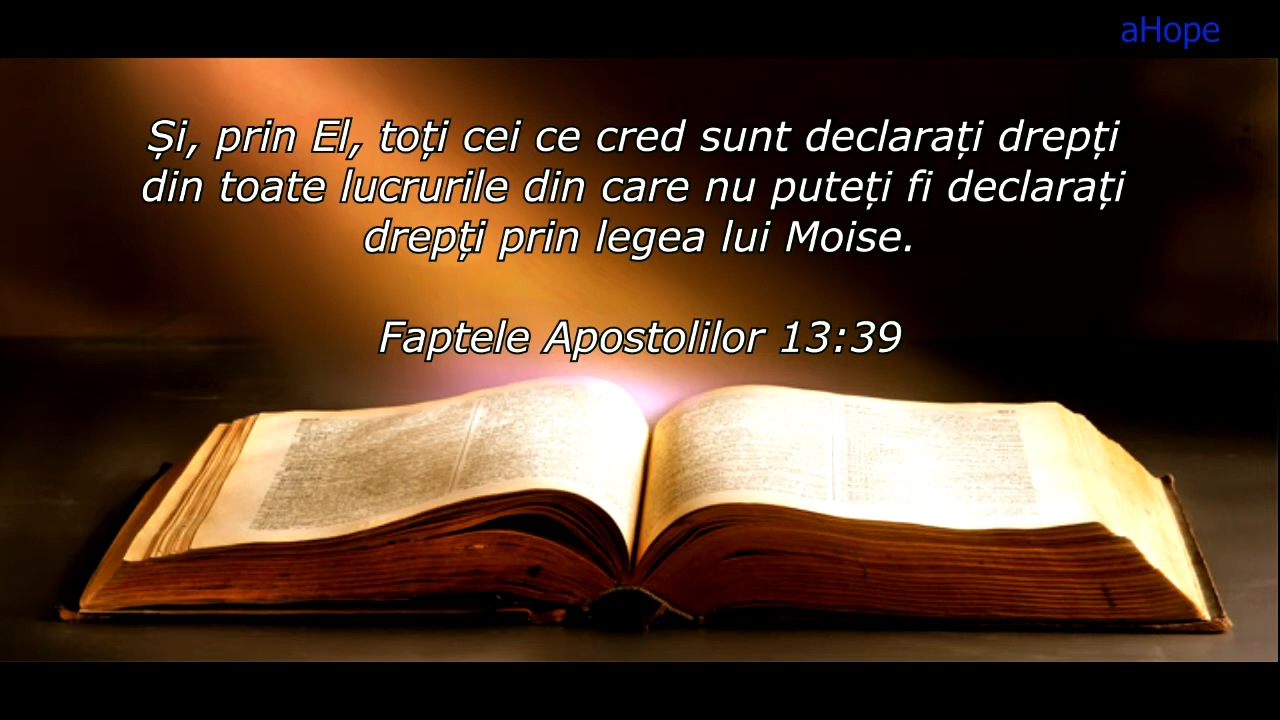 aHope
Și, prin El, toți cei ce cred sunt declarați drepți
din toate lucrurile din care nu puteți fi declarați
drepți prin legea lui Moise.
Faptele Apostolilor 13:39